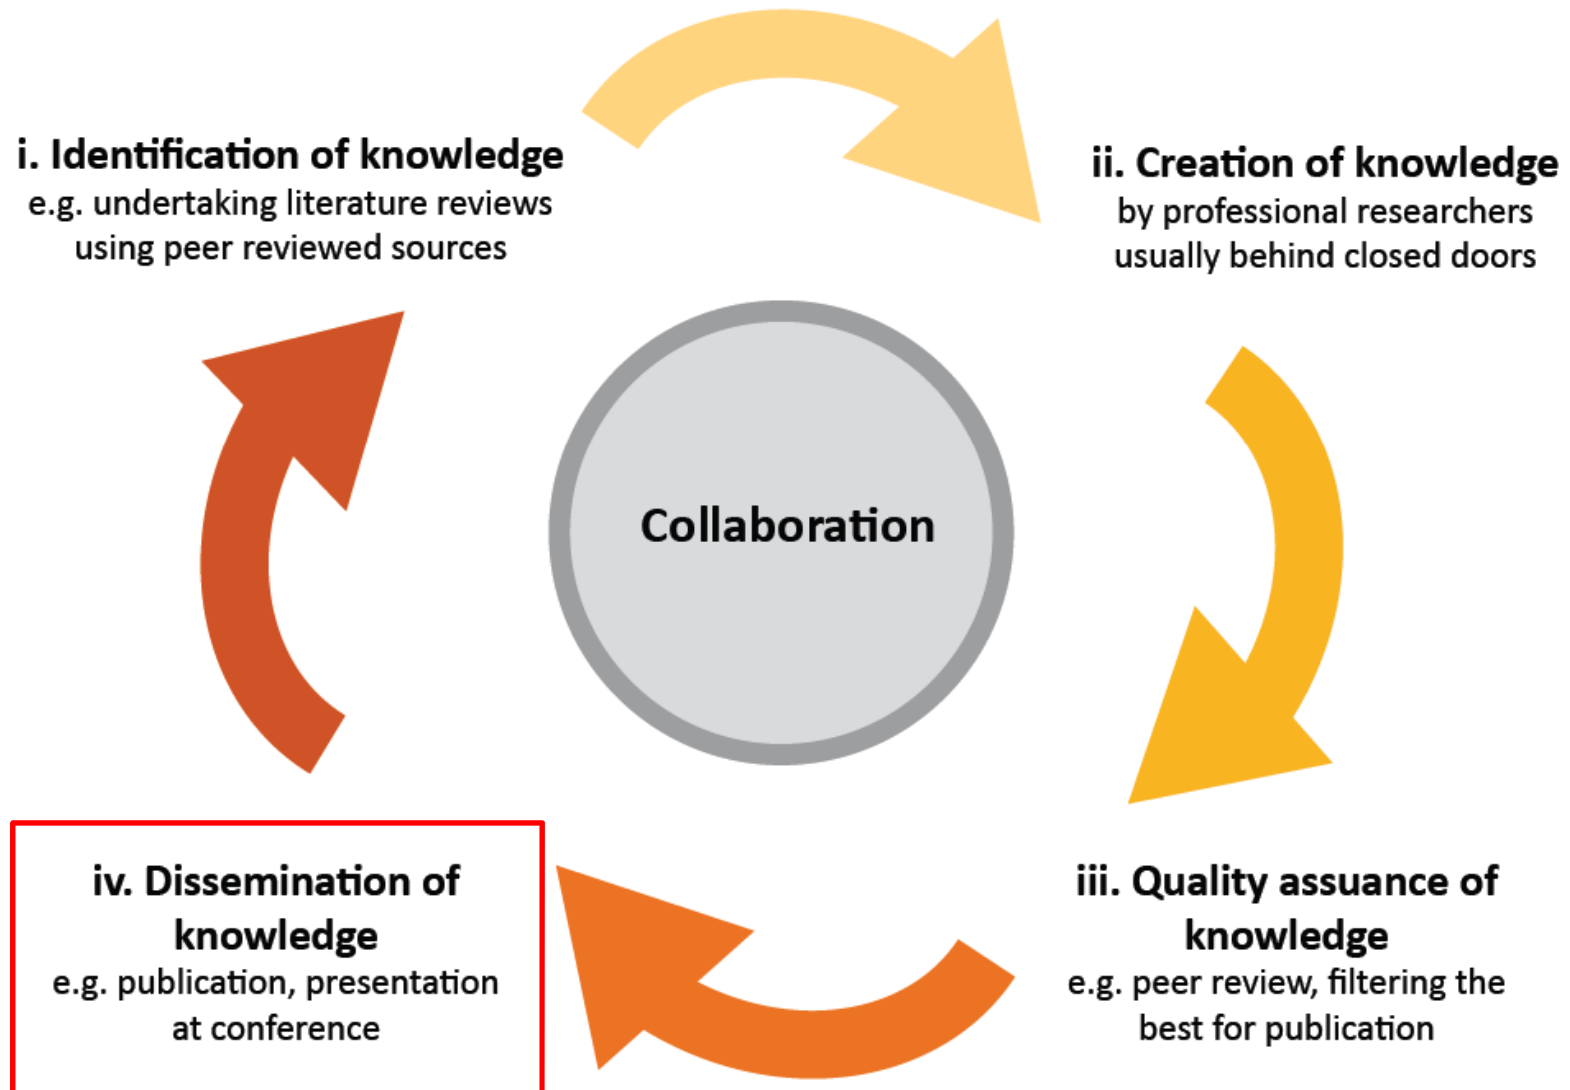 i. Identification of knowledge
e.g. undertaking literature reviews
using peer reviewed sources
ii. Creation of knowledge
by professional researchers
usually behind closed doors
Collaboration
iii. Quality assuance of
knowledge
e.g. peer review, filtering the
best for publication
iv. Dissemination of
knowledge
e.g. publication, presentation
at conference